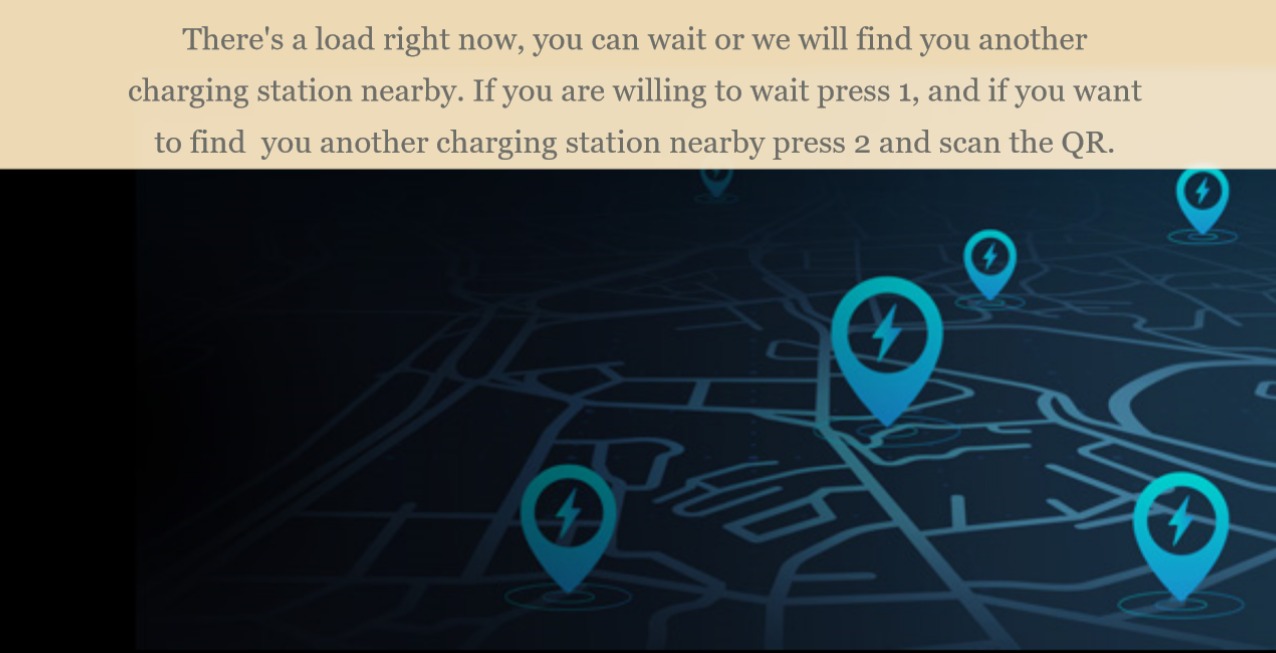 There's a load right now, you can wait or we will find you another
charging station nearby. If you are willing to wait press 1, and if you want
to find  you another charging station nearby press 2 and scan the QR.